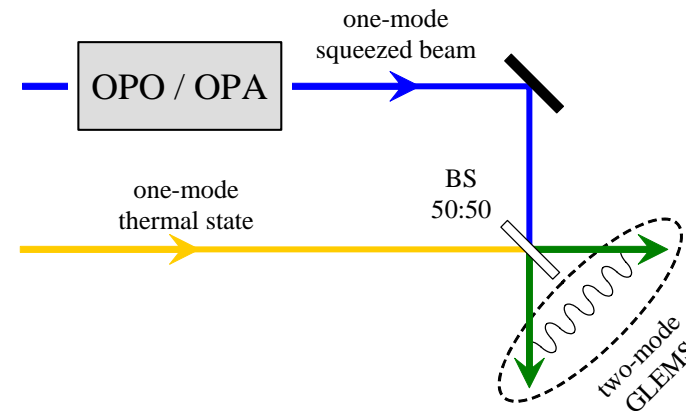 one-mode
squeezed beam
OPO / OPA
one-mode
thermal state
BS
50:50
two-mode
GLEMS